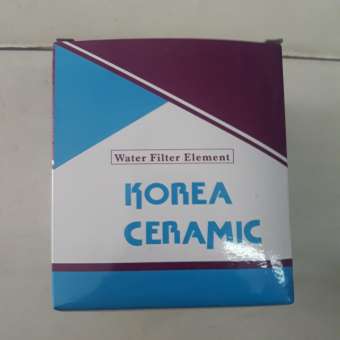 Water Filter Element
KOREA
CERAMIC